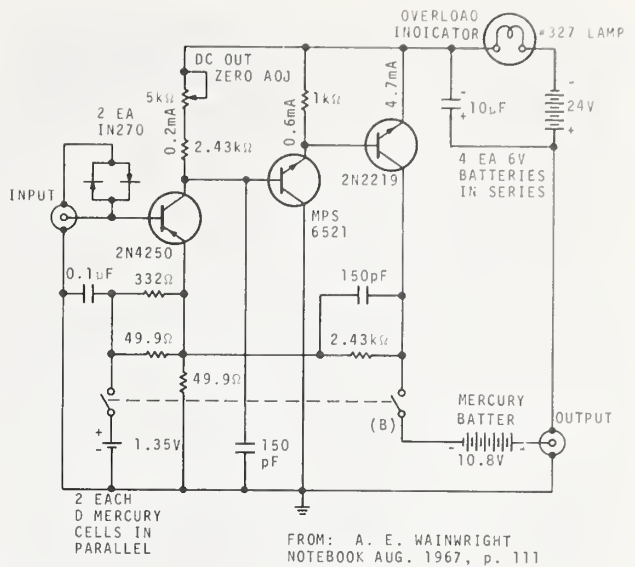 OVERLOAD
INOICATOR
#327 LAMP
DC OUT
ZERO AOJ
5kΩ
0.2mA
2.43kΩ
1kΩ
0.6mA
4.7mA
10μF
24V
-
+
-
+
2 EA
IN270
4 EA 6V
BATTERIES
IN SERIES
INPUT
2N2219
MPS
6521
2N4250
0.1μF
332Ω
150pF
49.9Ω
2.43kΩ
49.9Ω
MERCURY
BATTER
OUTPUT
(B)
+
-
1.35V
150
pF
-
-
10.8V
2 EACH
D MERCURY
CELLS IN
PARALLEL
FROM: A. E. WAINWRIGHT
NOTEBOOK AUG. 1967, p. 111